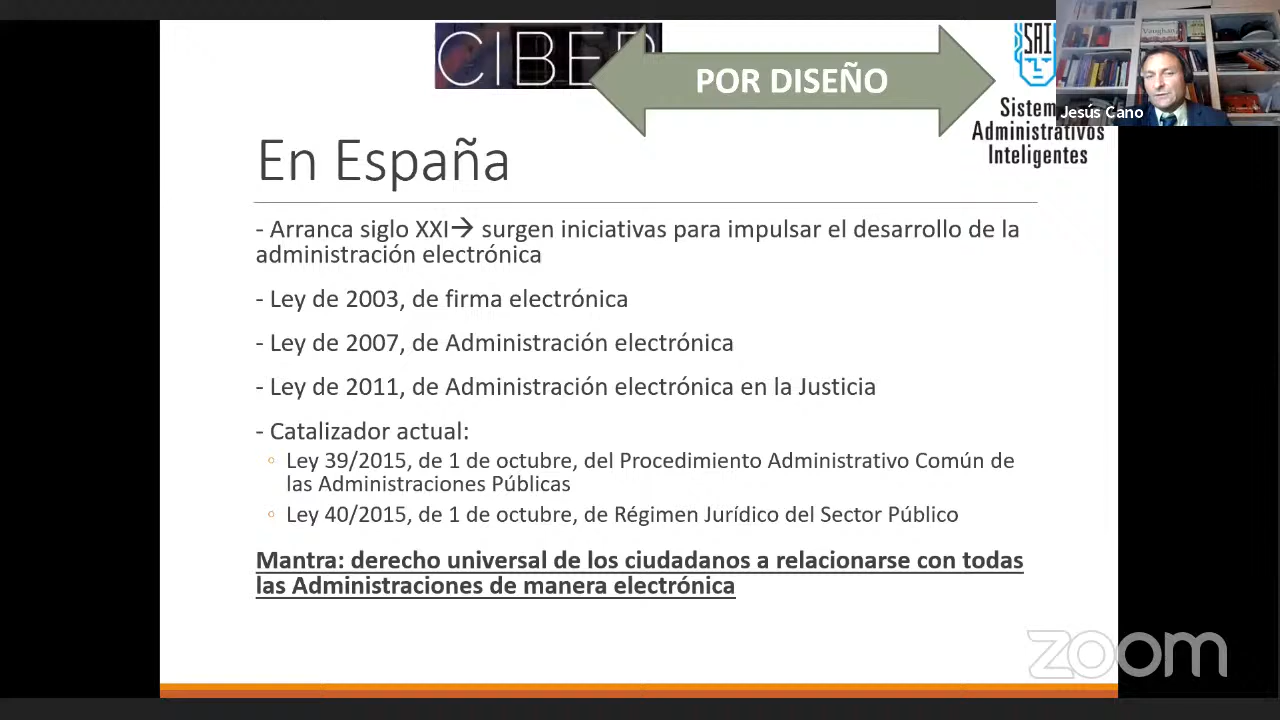 CIBER
POR DISEÑO
SAI
Vaughan
Jesús Cano
Sistem
Administrativos
Inteligentes
En España
- Arranca siglo XXI→ surgen iniciativas para impulsar el desarrollo de la
administración electrónica
- Ley de 2003, de firma electrónica
- Ley de 2007, de Administración electrónica
- Ley de 2011, de Administración electrónica en la Justicia
- Catalizador actual:
◦ Ley 39/2015, de 1 de octubre, del Procedimiento Administrativo Común de
las Administraciones Públicas
◦ Ley 40/2015, de 1 de octubre, de Régimen Jurídico del Sector Público
Mantra: derecho universal de los ciudadanos a relacionarse con todas
las Administraciones de manera electrónica
zoom